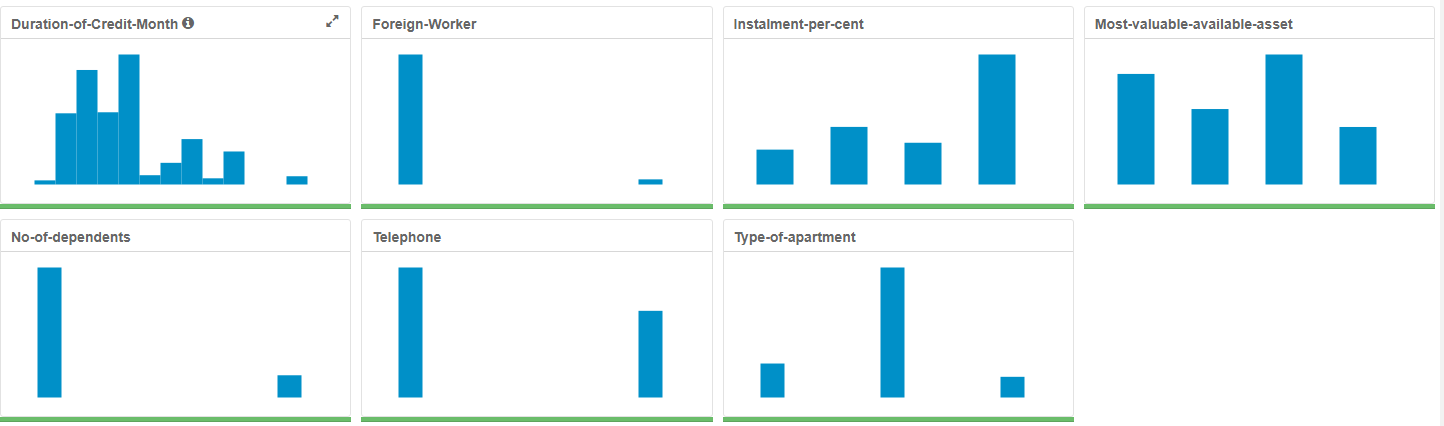 Duration-of-Credit-Month
Foreign-Worker
Instalment-per-cent
Most-valuable-available-asset
No-of-dependents
Telephone
Type-of-apartment